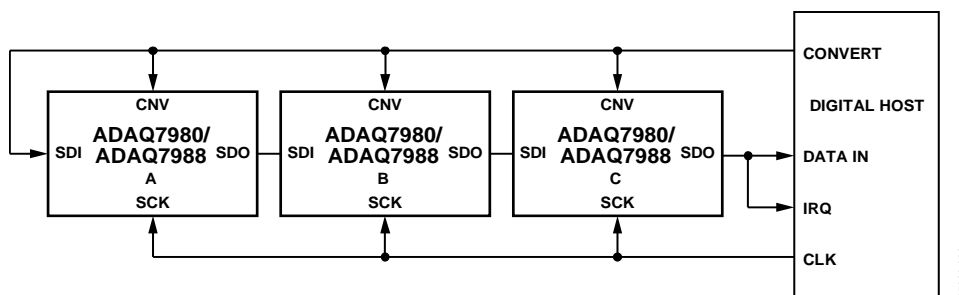 CONVERT
CNV
CNV
CNV
DIGITAL HOST
ADAQ7980/
ADAQ7988
ADAQ7980/
ADAQ7988
ADAQ7980/
ADAQ7988
SDI
SDO
SDI
SDO
SDI
SDO
DATA IN
A
B
C
SCK
SCK
SCK
IRQ
CLK